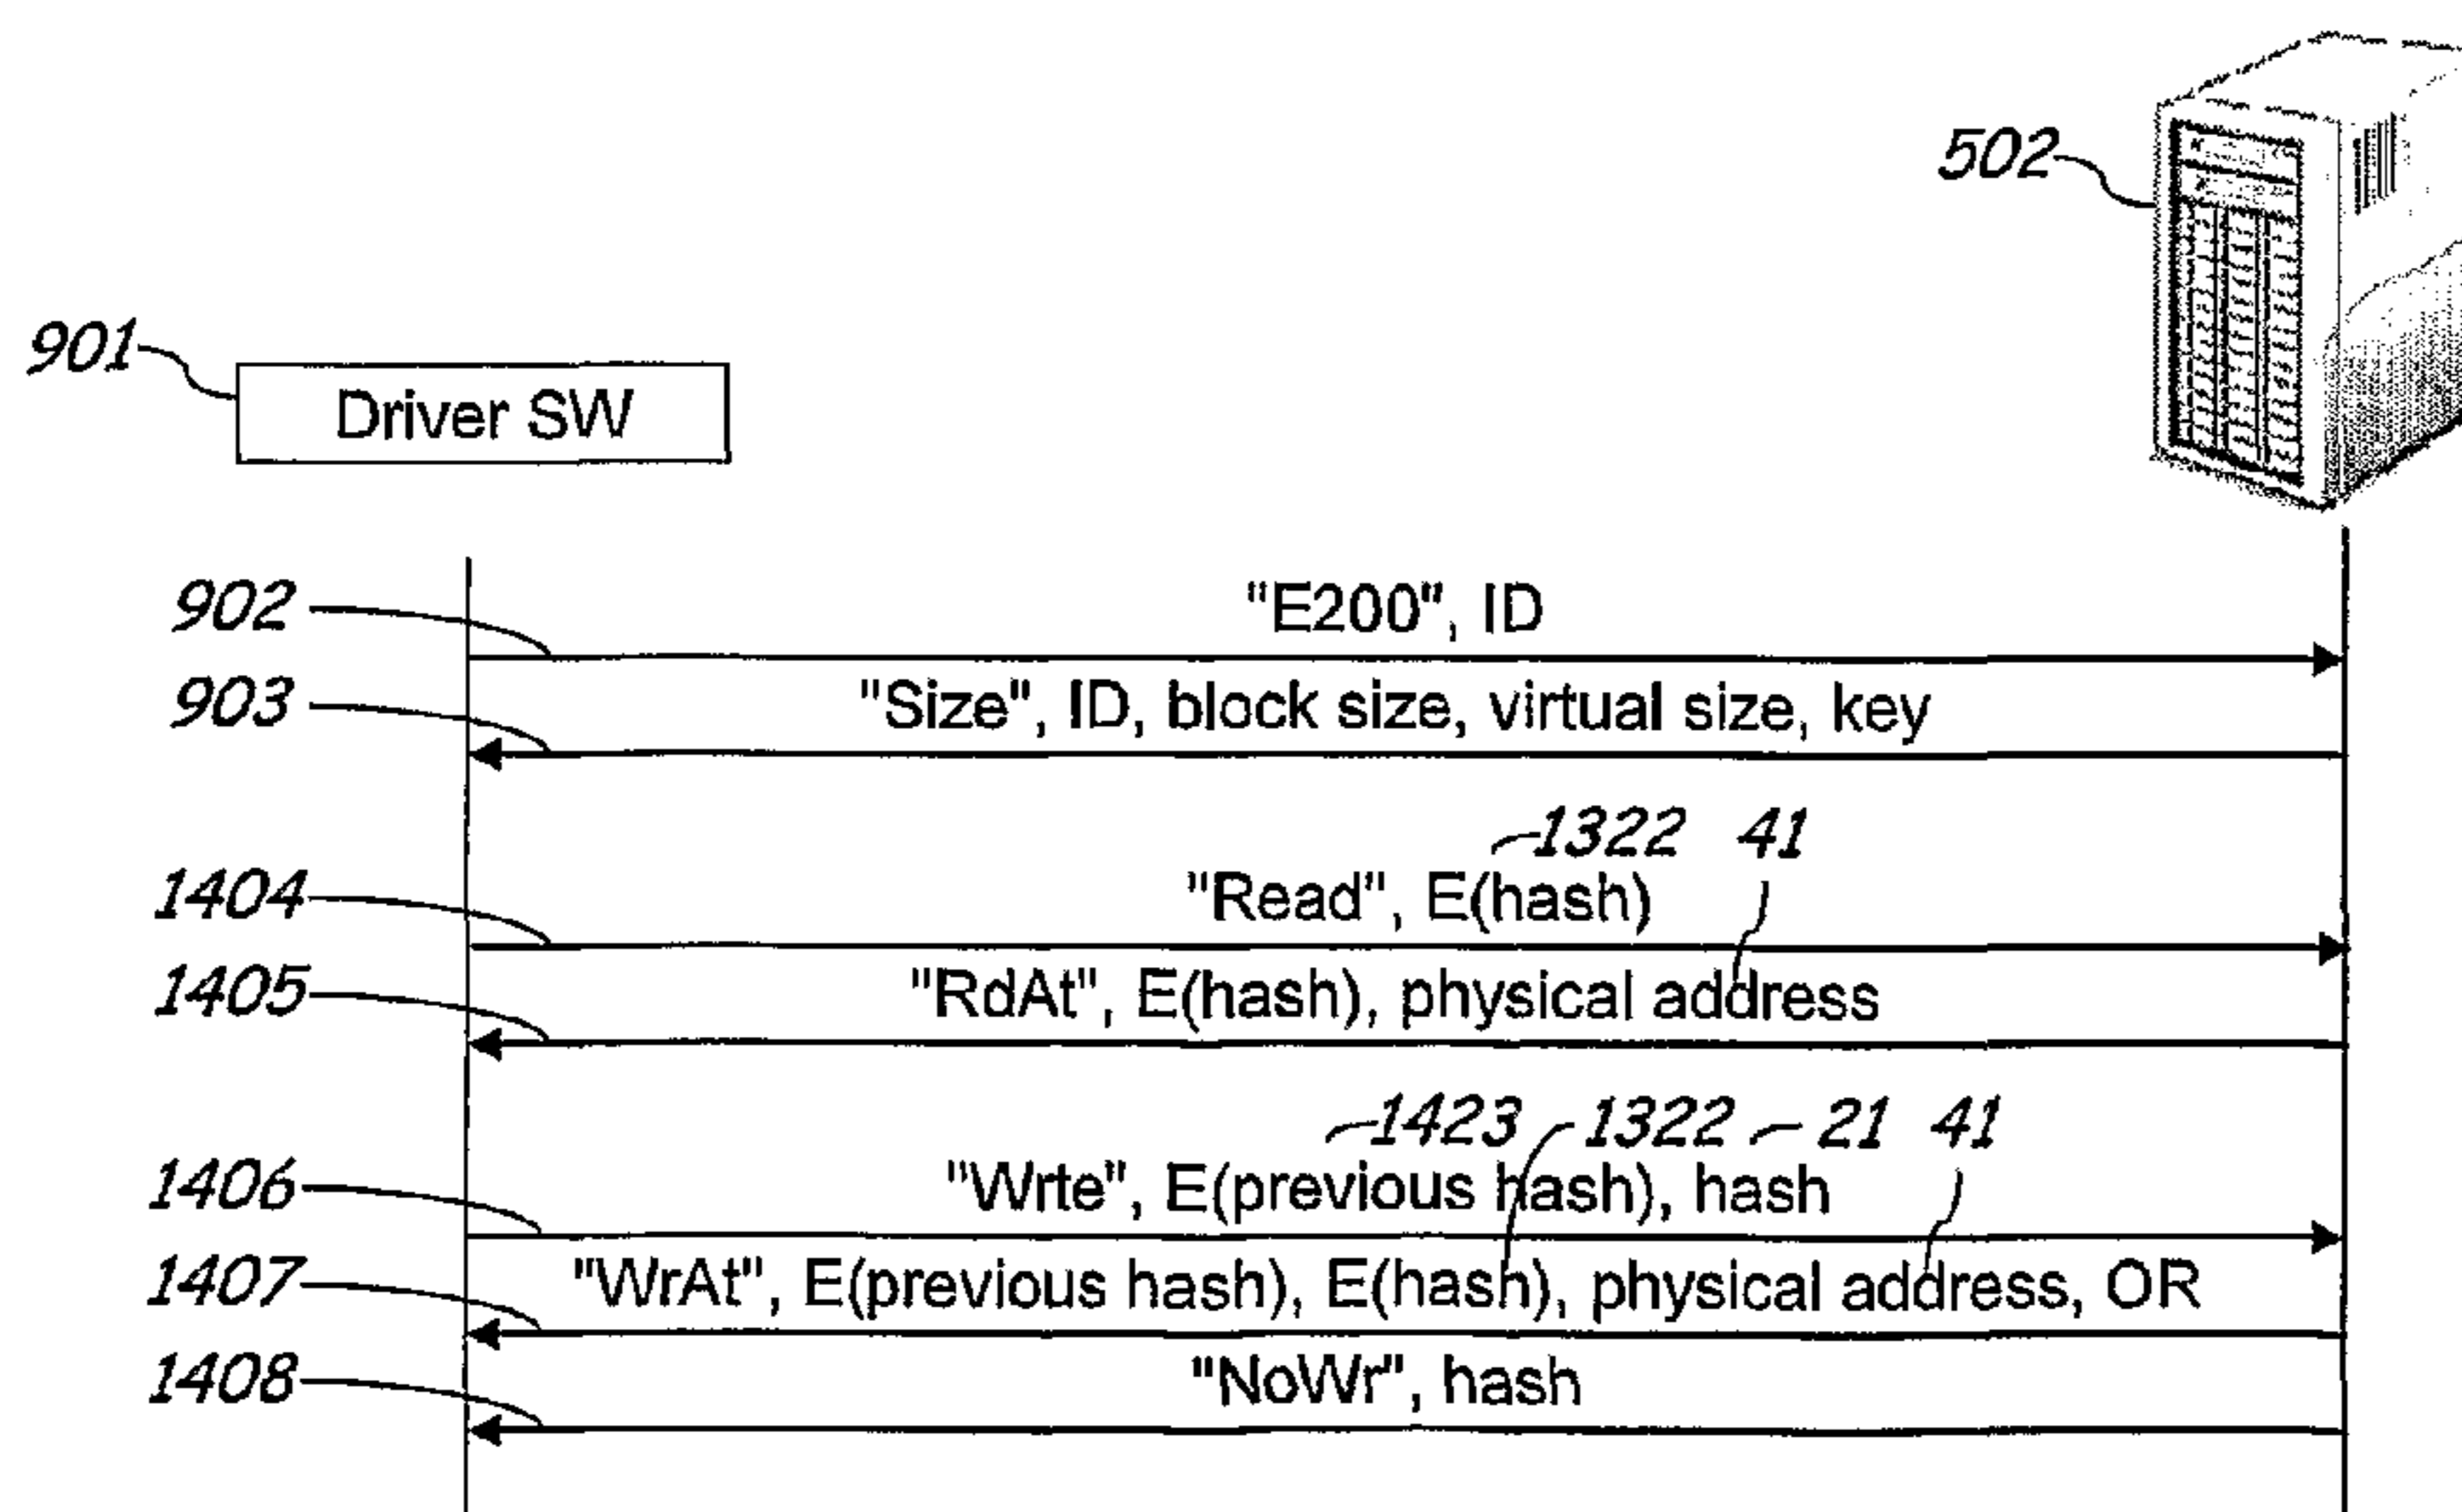 502
901
Driver SW
902
"E200", ID
903
"Size", ID, block size, virtual size, key
1322 41
1404
"Read", E(hash)
1405
"RdAt", E(hash), physical address
1423 1322 21 41
1406
"Wrte", E(previous hash), hash
1407
"WrAt", E(previous hash), E(hash), physical address, OR
1408
"NoWr", hash